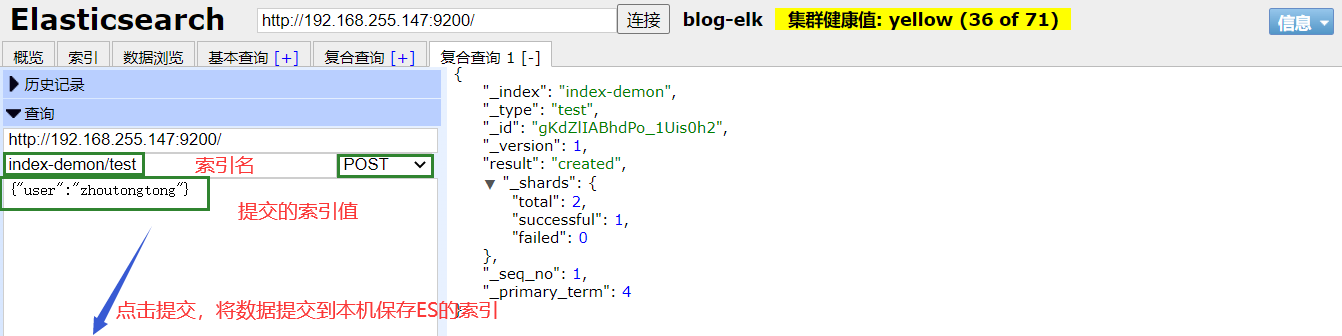 Elasticsearch http://192.168.255.147:9200/ 连接 blog-elk 集群健康值: yellow (36 of 71) 信息
概览 索引 数据浏览 基本查询 [+] 复合查询 [+] 复合查询 1 [-]
历史记录
查询
http://192.168.255.147:9200/
index-demon/test 索引名 POST
{"user":"zhoutongtong"}
提交的索引值
点击提交，将数据提交到本机保存ES的索引
{
"_index": "index-demon",
"_type": "test",
"_id": "gKdZlIABhdPo_1Uis0h2",
"_version": 1,
"result": "created",
"_shards": {
"total": 2,
"successful": 1,
"failed": 0
},
"_seq_no": 1,
"_primary_term": 4
}